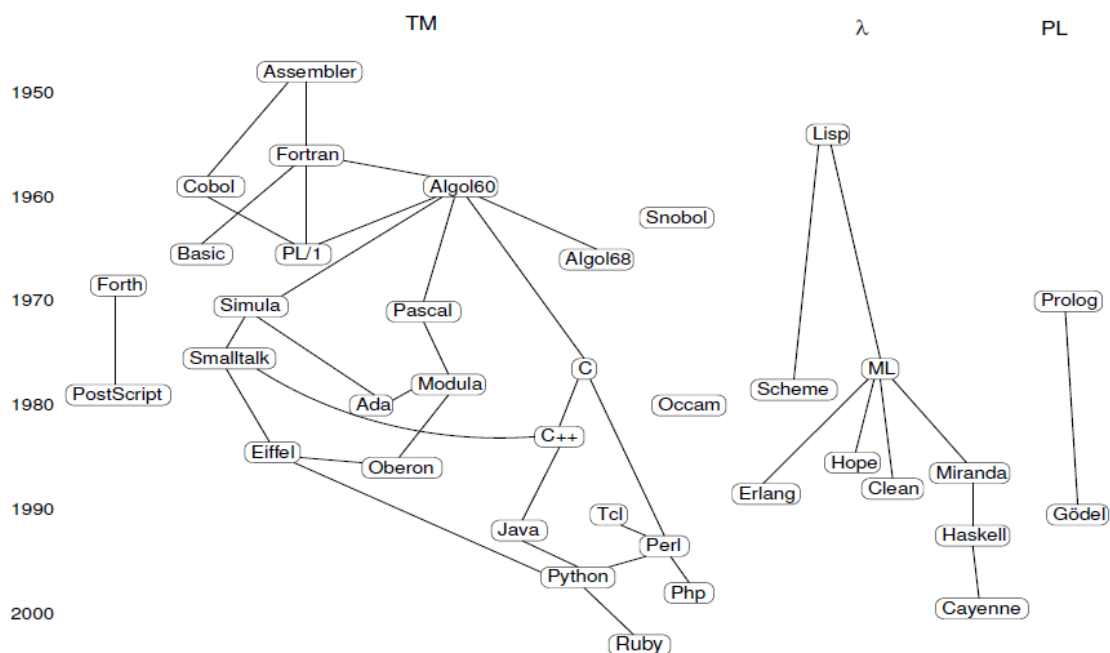 TM λ PL
Assembler
1950
Lisp
Fortran
Cobol Algol60
1960
Snobol
Basic PL/1 Algol68
Forth
1970 Prolog
Simula Pascal
Smalltalk C ML
PostScript Modula Scheme
1980 Ada Occam
C++
Eiffel Oberon Hope Miranda
Erlang Clean
1990 Tcl Gödel
Java Perl Haskell
Python Php
2000 Cayenne
Ruby